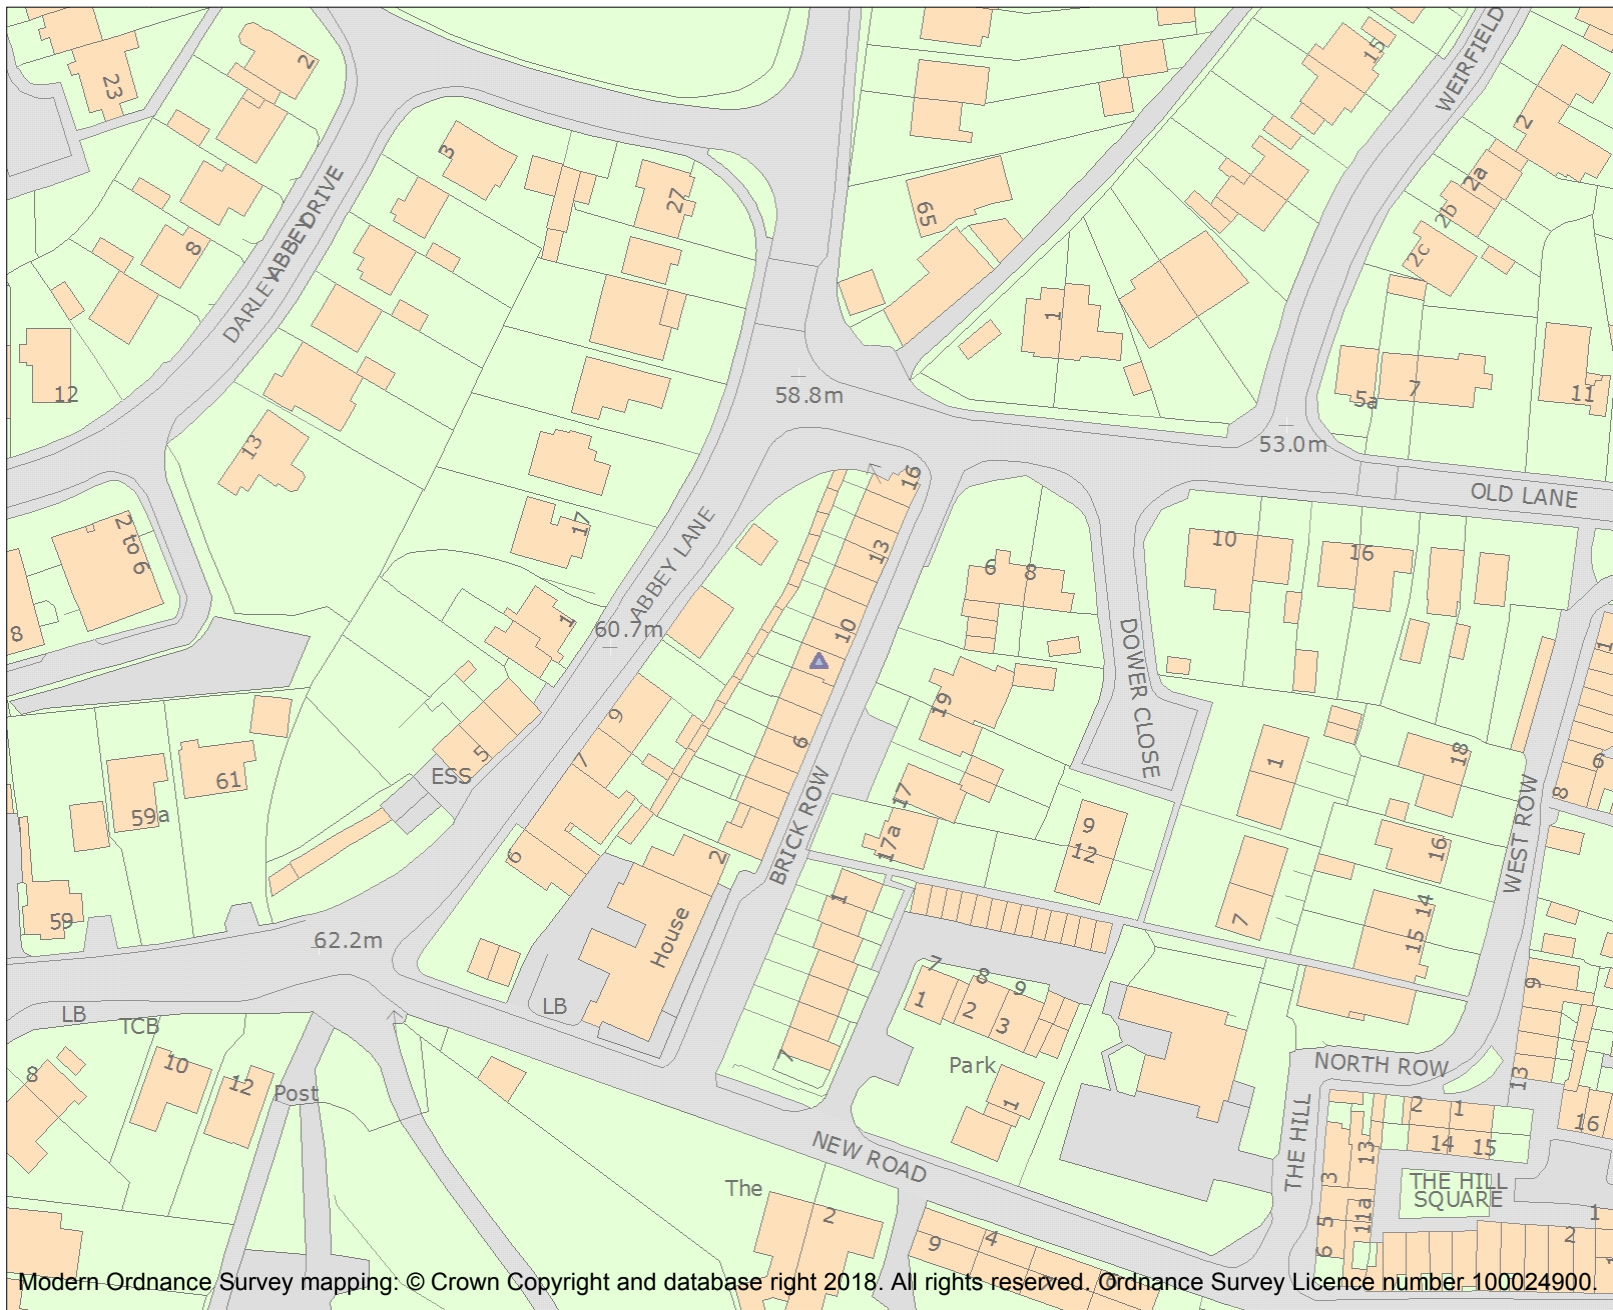 23
2
WEIRFIELD
15
2
3
DARLEY ABBEY DRIVE
27
65
2a
2b
8
2c
1
12
58.8m
5a
7
11
13
53.0m
16
OLD LANE
17
ABBEY LANE
13
2 to 6
10
16
6
8
8
1
60.7m
10
DOWER CLOSE
1
19
9
6
18
5
7
1
6
ESS
61
59a
17
8
BRICK ROW
9
12
17a
WEST ROW
16
6
2
1
14
7
15
59
House
62.2m
7
8
9
1
2
3
9
LB
LB
TCB
7
Park
NORTH ROW
10
8
12
Post
1
13
2
1
16
THE HILL
14
15
13
NEW ROAD
3
THE HILL
SQUARE
The
2
5
11a
1
9
4
6
2
Modern Ordnance Survey mapping: © Crown Copyright and database right 2018. All rights reserved. Ordnance Survey Licence number 100024900.